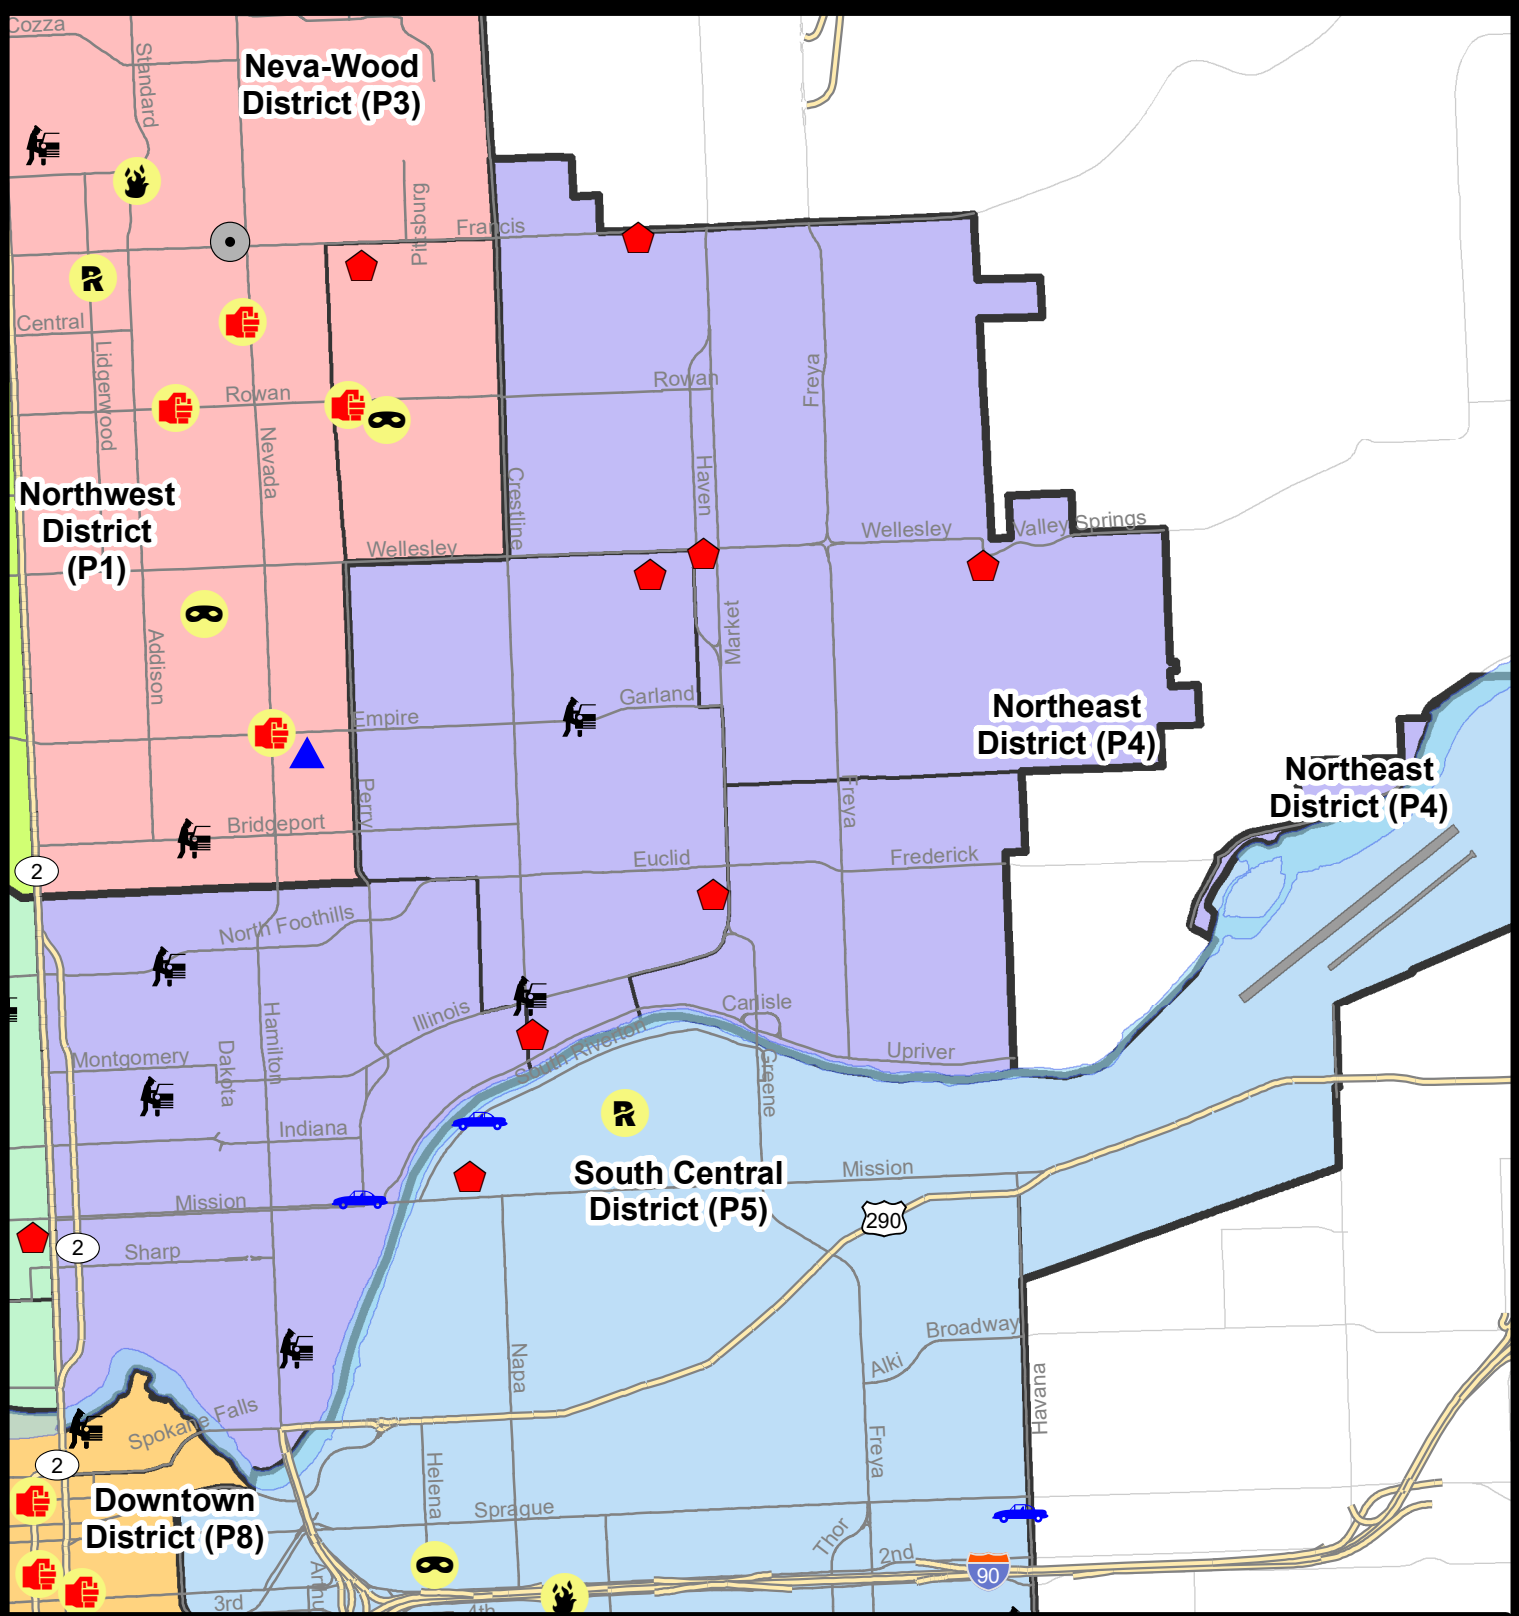 Cozza
Standard
Neva-Wood
District (P3)
Pittsburg
Francis
Central
Lidgerwood
Rowan
Nevada
Rowan
Freya
Haven
Crestline
Northwest
District
(P1)
Wellesley
Wellesley
Valley Springs
Addison
Market
Garland
Empire
Northeast
District (P4)
Northeast
District (P4)
Perry
Freya
Bridgeport
Euclid
Frederick
2
North Foothills
Hamilton
Illinois
Carlisle
South Riverton
Montgomery
Dakota
Upriver
Greene
Indiana
South Central
District (P5)
Mission
Mission
290
2
Sharp
Broadway
Alki
Napa
Havana
Spokane Falls
Freya
2
Helena
Downtown
District (P8)
Sprague
Thor
2nd
90
Arthu
3rd
4th